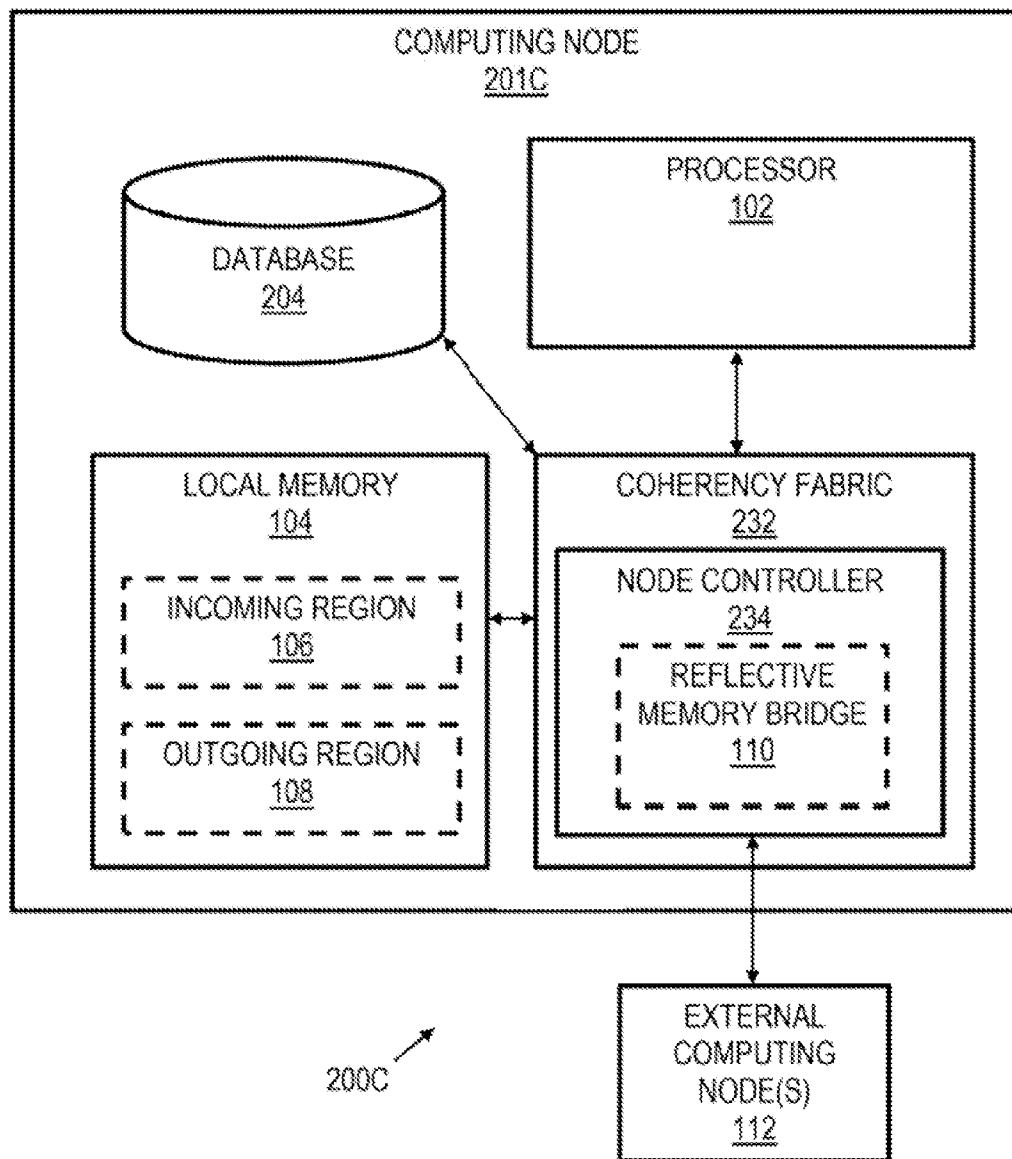 COMPUTING NODE
201C
DATABASE
204
PROCESSOR
102
LOCAL MEMORY
104
INCOMING REGION
106
OUTGOING REGION
108
COHERENCY FABRIC
232
NODE CONTROLLER
234
REFLECTIVE
MEMORY BRIDGE
110
200C
EXTERNAL
COMPUTING
NODE(S)
112